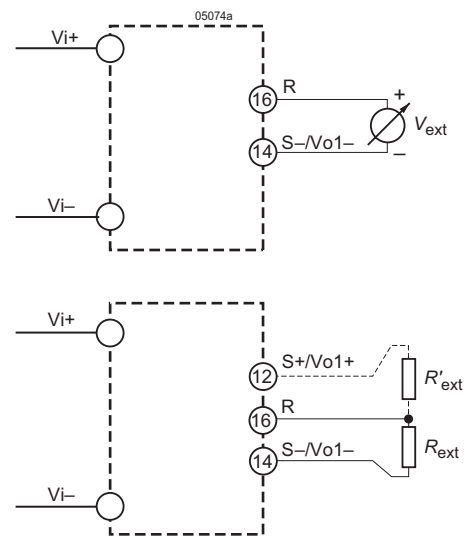 05074a
Vi+
16 R
+
Vext
14 S–/Vo1–
–
Vi–
Vi+
12 S+/Vo1+
R'ext
16 R
14 S–/Vo1–
Rext
Vi–